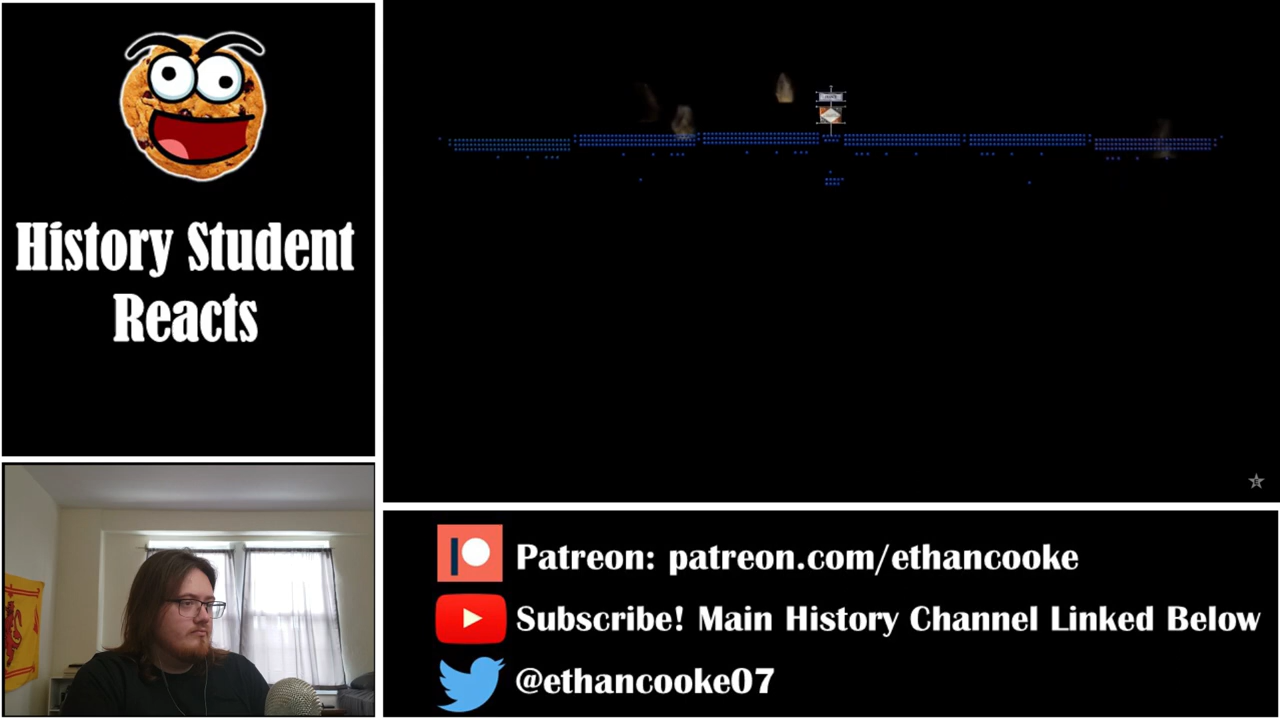 History Student
Reacts
Patreon: patreon.com/ethancooke
Subscribe! Main History Channel Linked Below
@ethancooke07